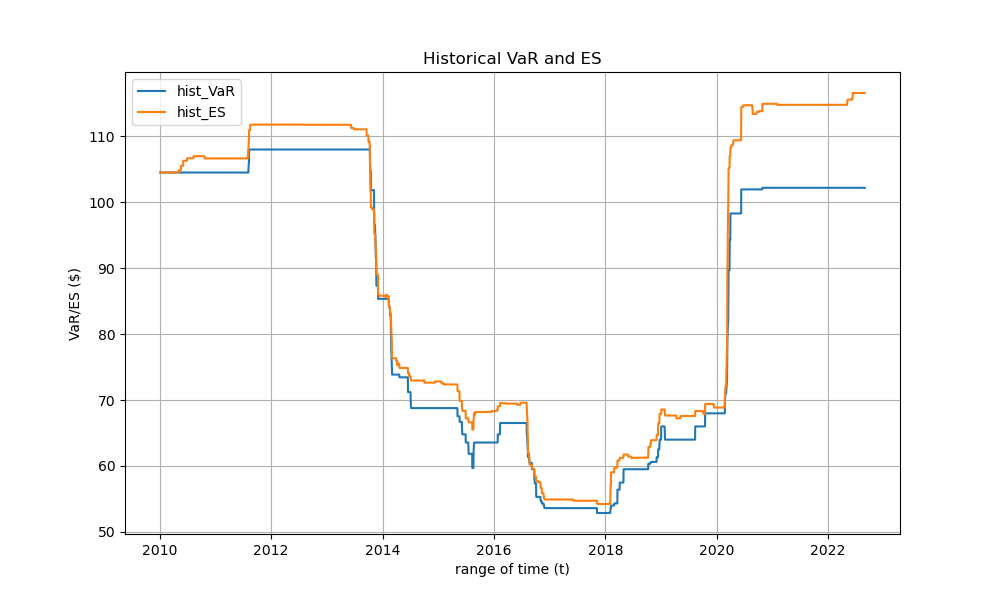 Historical VaR and ES
hist_VaR
hist_ES
VaR/ES ($)
110
100
90
80
70
60
50
2010 2012 2014 2016 2018 2020 2022
range of time (t)